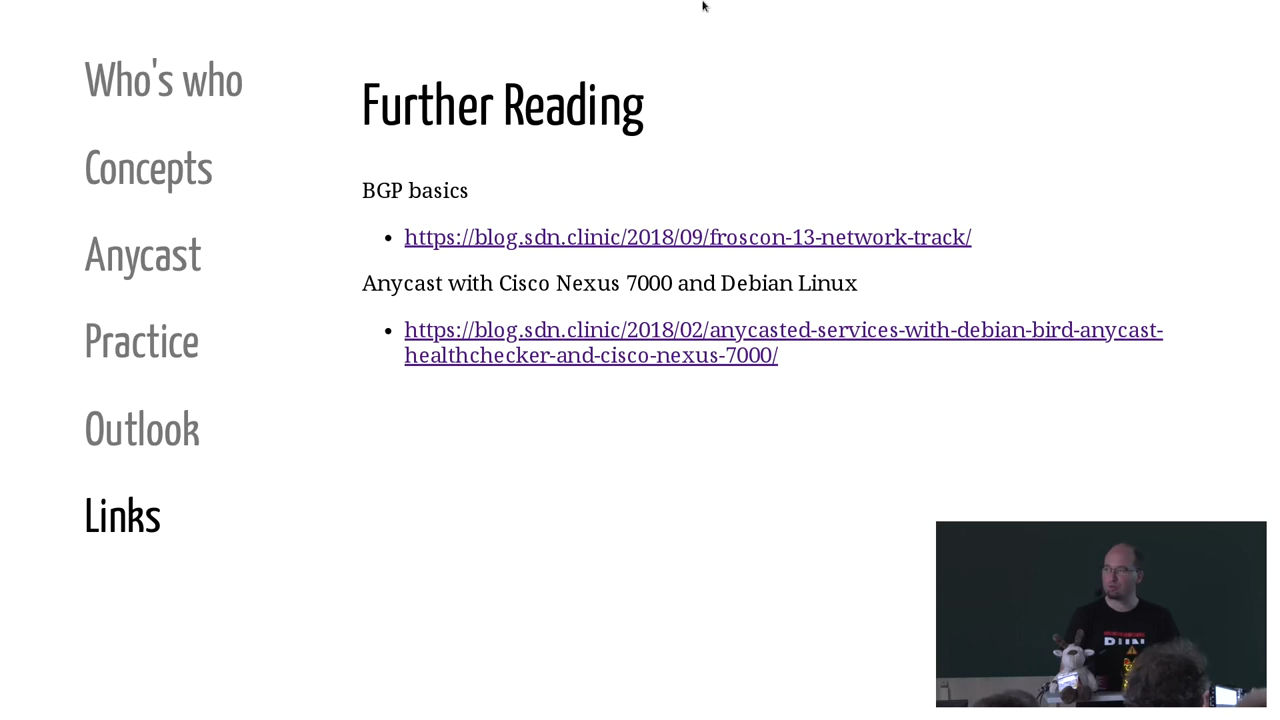 Who's who
Concepts
Anycast
Practice
Outlook
Links
Further Reading
BGP basics
• https://blog.sdn.clinic/2018/09/froscon-13-network-track/
Anycast with Cisco Nexus 7000 and Debian Linux
• https://blog.sdn.clinic/2018/02/anycasted-services-with-debian-bird-anycast-
healthchecker-and-cisco-nexus-7000/